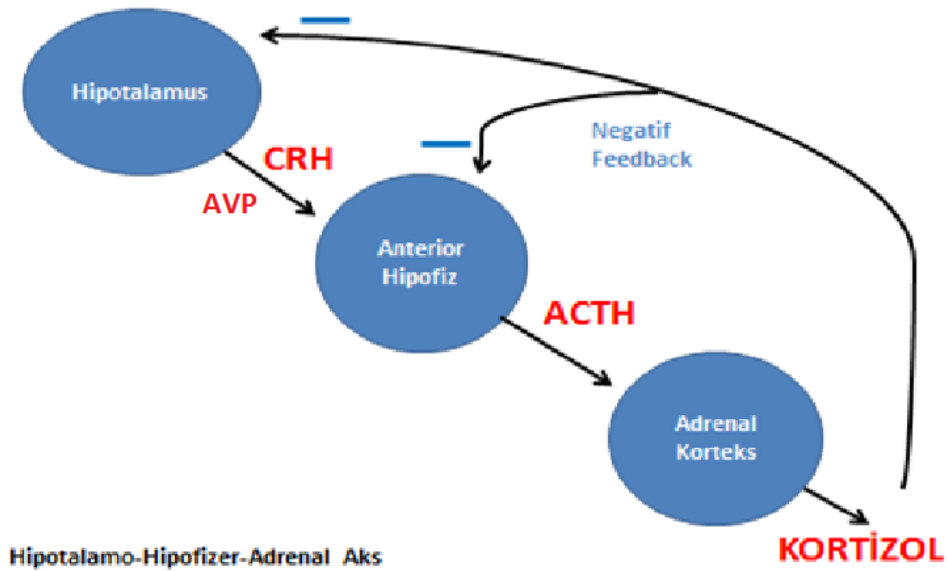 Hipotalamus
CRH
AVP
Negatif
Feedback
Anterior
Hipofiz
ACTH
Adrenal
Korteks
KORTİZOL
Hipotalamo-Hipofizer-Adrenal Aks